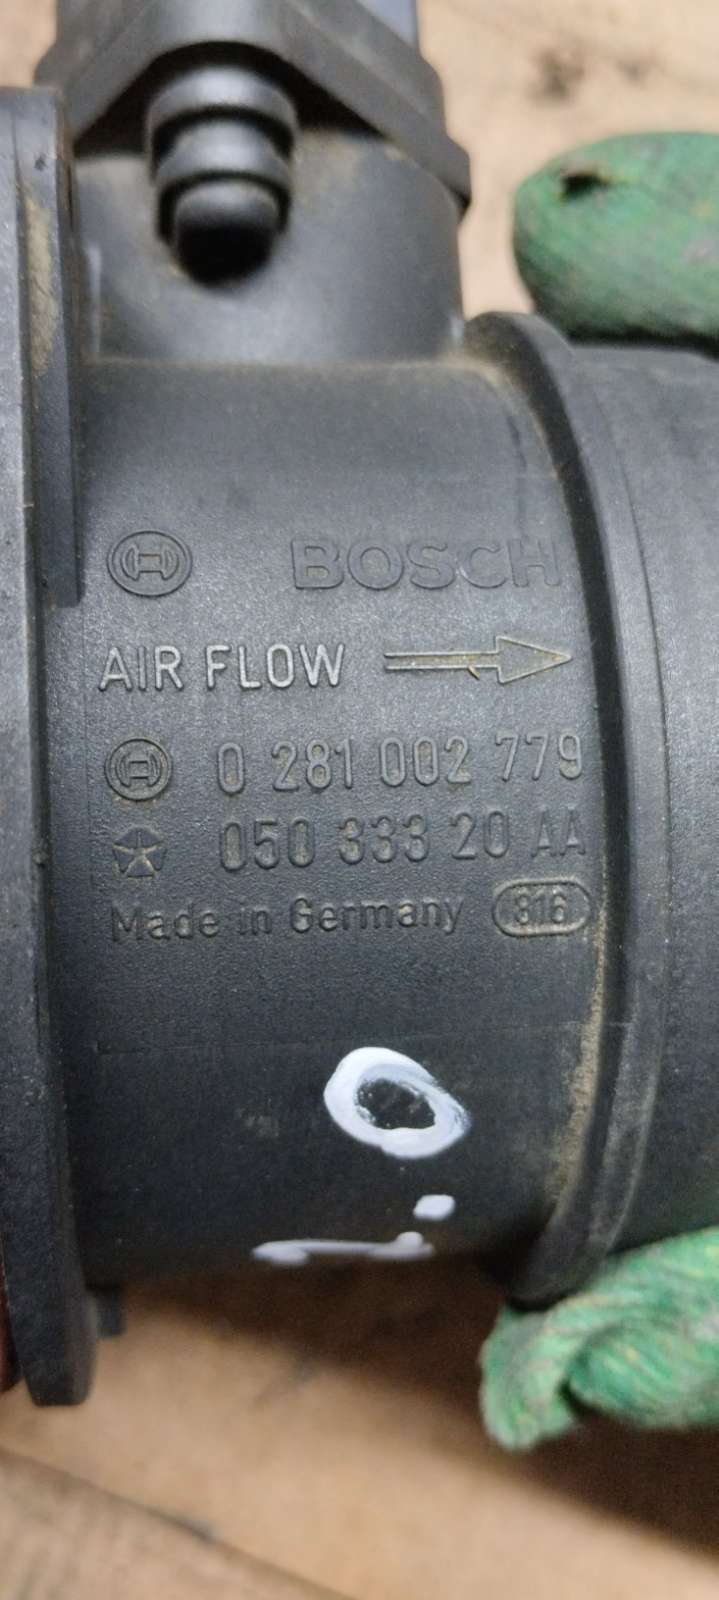 BOSCH
AIR FLOW
0 281 002 779
050 333 20 AA
Made in Germany 816